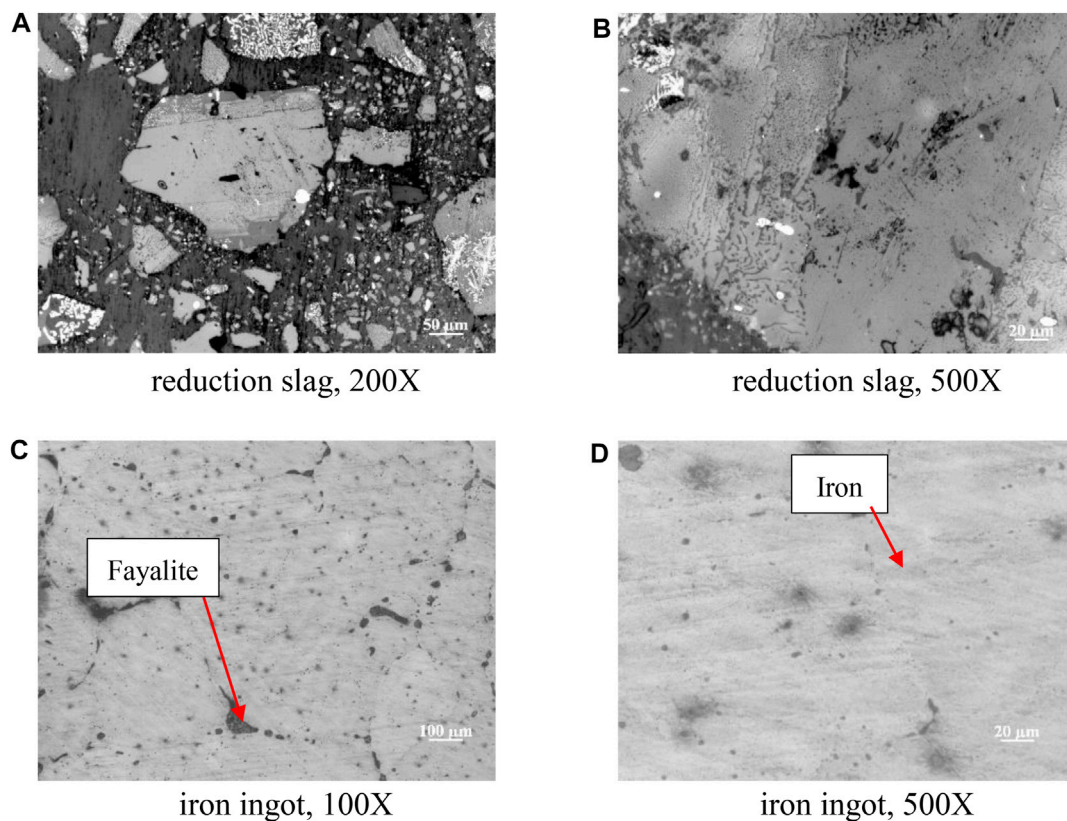 A
B
50 μm
20 μm
reduction slag, 200X
reduction slag, 500X
C
D
Fayalite
Iron
100 μm
20 μm
iron ingot, 100X
iron ingot, 500X